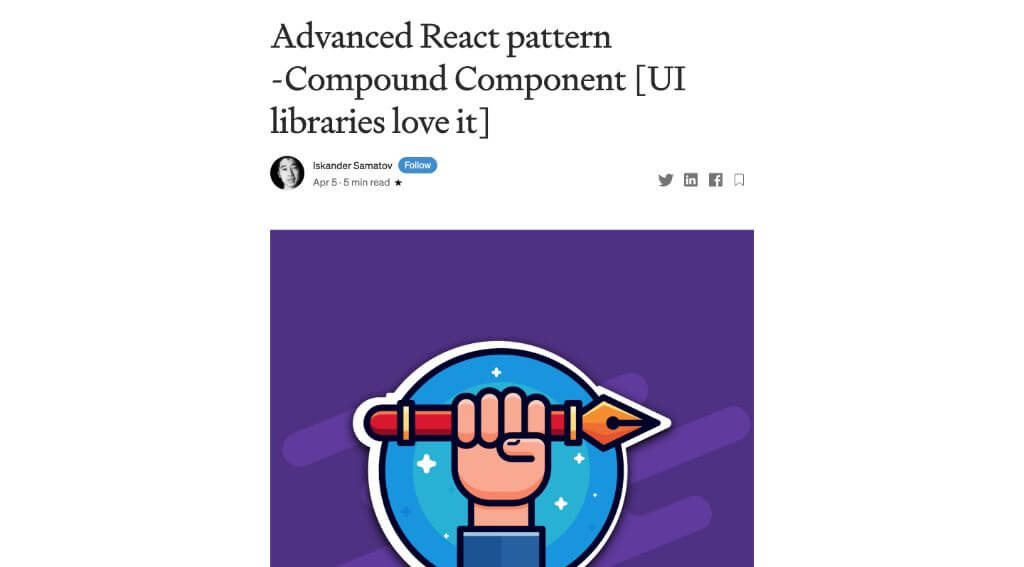 Advanced React pattern
-Compound Component [UI
libraries love it]
Iskander Samatov Follow
Apr 5 · 5 min read ★